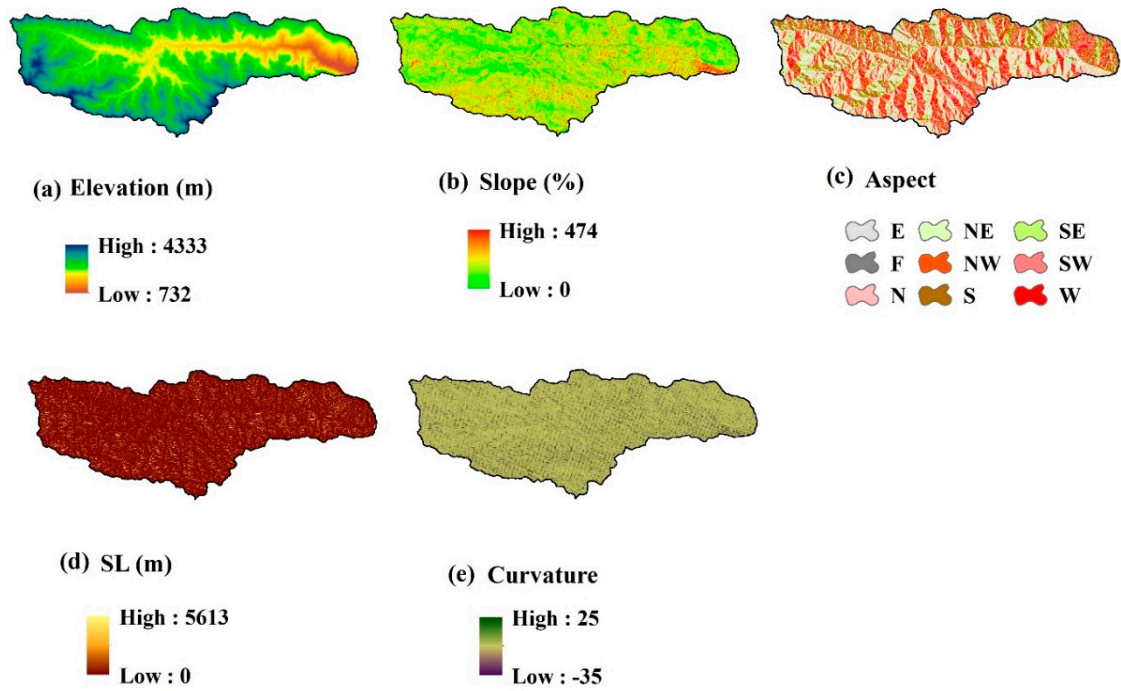 (a) Elevation (m)
High : 4333
Low : 732
(b) Slope (%)
High : 474
Low : 0
(c) Aspect
E NE SE
F NW SW
N S W
(d) SL (m)
High : 5613
Low : 0
(e) Curvature
High : 25
Low : -35